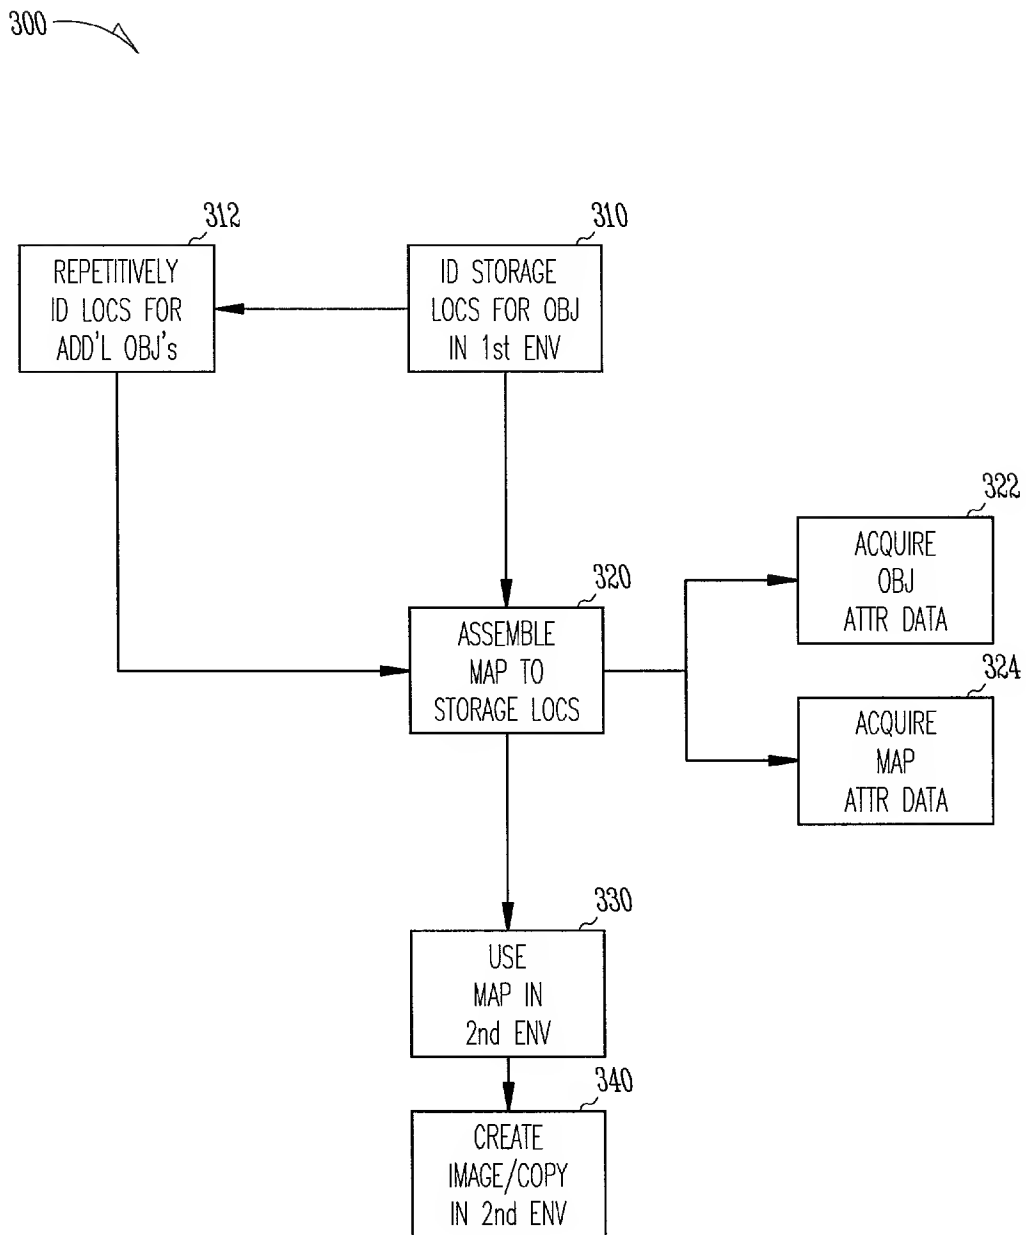 300
312
REPETITIVELY
ID LOCS FOR
ADD'L OBJ's
310
ID STORAGE
LOCS FOR OBJ
IN 1st ENV
322
ACQUIRE
OBJ
ATTR DATA
320
ASSEMBLE
MAP TO
STORAGE LOCS
324
ACQUIRE
MAP
ATTR DATA
330
USE
MAP IN
2nd ENV
340
CREATE
IMAGE/COPY
IN 2nd ENV